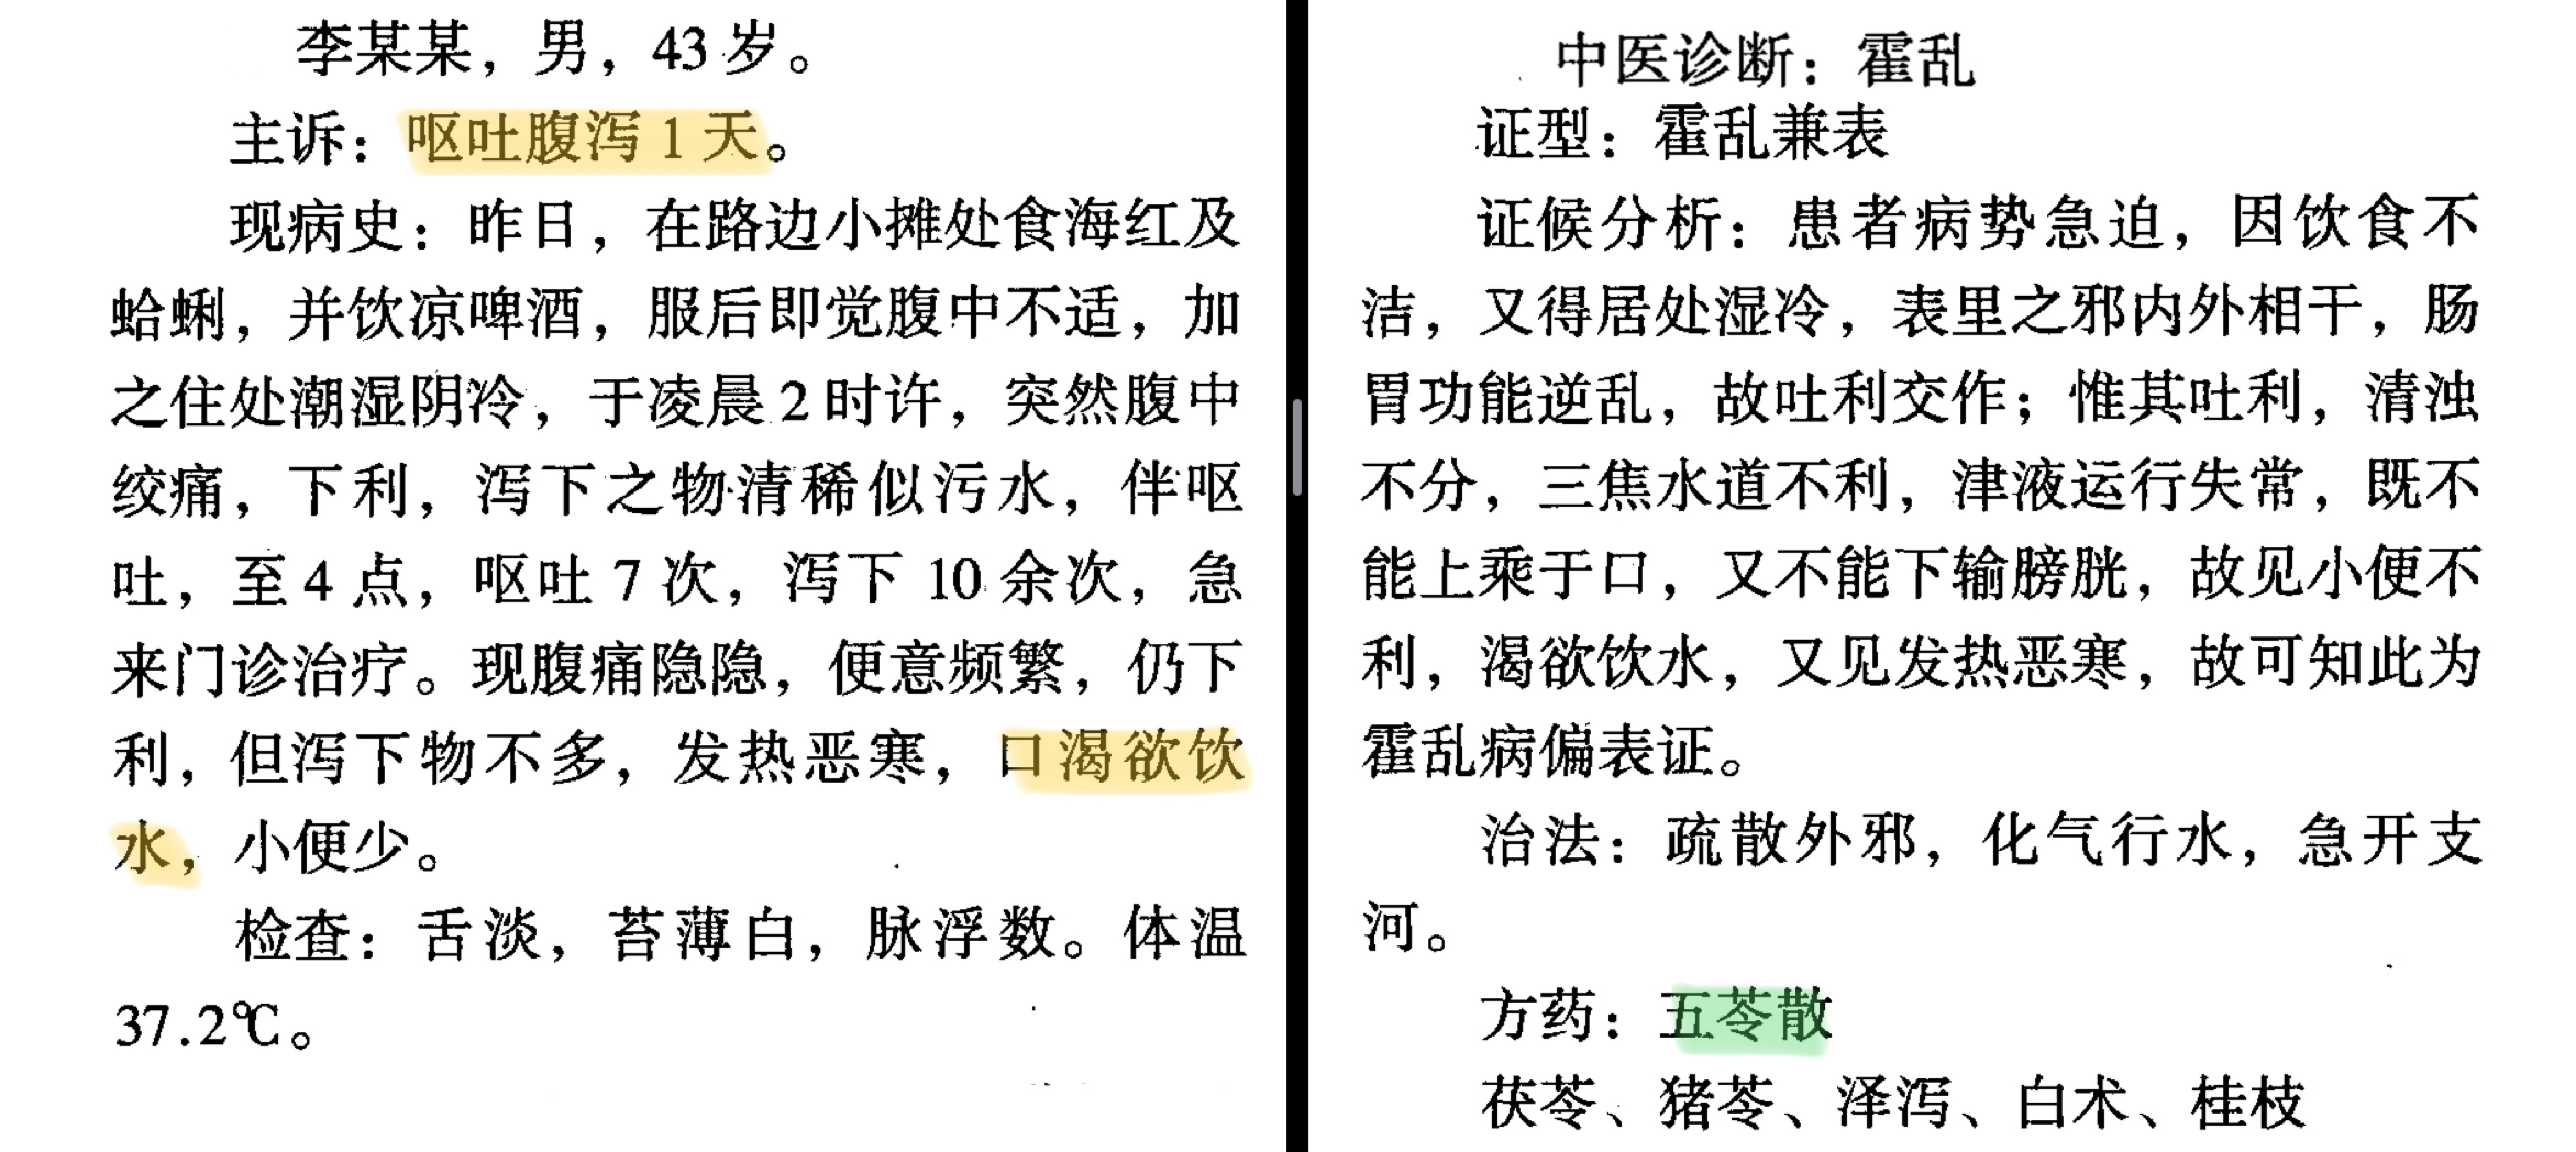 李某某，男，43岁。
主诉：呕吐腹泻1天。
现病史：昨日，在路边小摊处食海红及
蛤蜊，并饮凉啤酒，服后即觉腹中不适，加
之住处潮湿阴冷，于凌晨2时许，突然腹中
绞痛，下利，泻下之物清稀似污水，伴呕
吐，至4点，呕吐7次，泻下10余次，急
来门诊治疗。现腹痛隐隐，便意频繁，仍下
利，但泻下物不多，发热恶寒，口渴欲饮
水，小便少。
检查：舌淡，苔薄白，脉浮数。体温
37.2℃。
中医诊断：霍乱
证型：霍乱兼表
证候分析：患者病势急迫，因饮食不
洁，又得居处湿冷，表里之邪内外相干，肠
胃功能逆乱，故吐利交作；惟其吐利，清浊
不分，三焦水道不利，津液运行失常，既不
能上乘于口，又不能下输膀胱，故见小便不
利，渴欲饮水，又见发热恶寒，故可知此为
霍乱病偏表证。
治法：疏散外邪，化气行水，急开支
河。
方药：五苓散
茯苓、猪苓、泽泻、白术、桂枝